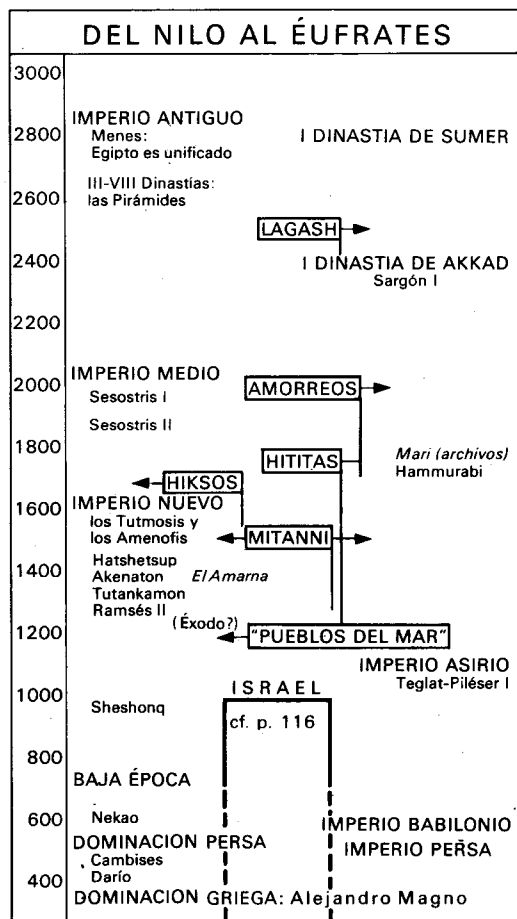 DEL NILO AL ÉUFRATES
3000
IMPERIO ANTIGUO
2800
Menes:
I DINASTIA DE SUMER
Egipto es unificado
III-VIII Dinastías:
2600
las Pirámides
LAGASH
2400
I DINASTIA DE AKKAD
Sargón I
2200
IMPERIO MEDIO
2000
AMORREOS
Sesostris I
Sesostris II
1800
HITITAS
Mari (archivos)
Hammurabi
HIKSOS
1600
IMPERIO NUEVO
los Tutmosis y
los Amenofis
MITANNI
1400
Hatshetsup
Akenaton El Amarna
Tutankamon
Ramsés II
(Éxodo?)
1200
"PUEBLOS DEL MAR"
IMPERIO ASIRIO
Teglat-Piléser I
1000
ISRAEL
Sheshonq
cf. p. 116
800
BAJA ÉPOCA
600
Nekao
IMPERIO BABILONIO
DOMINACION PERSA
IMPERIO PERSA
Cambises
Darío
400
DOMINACION GRIEGA: Alejandro Magno